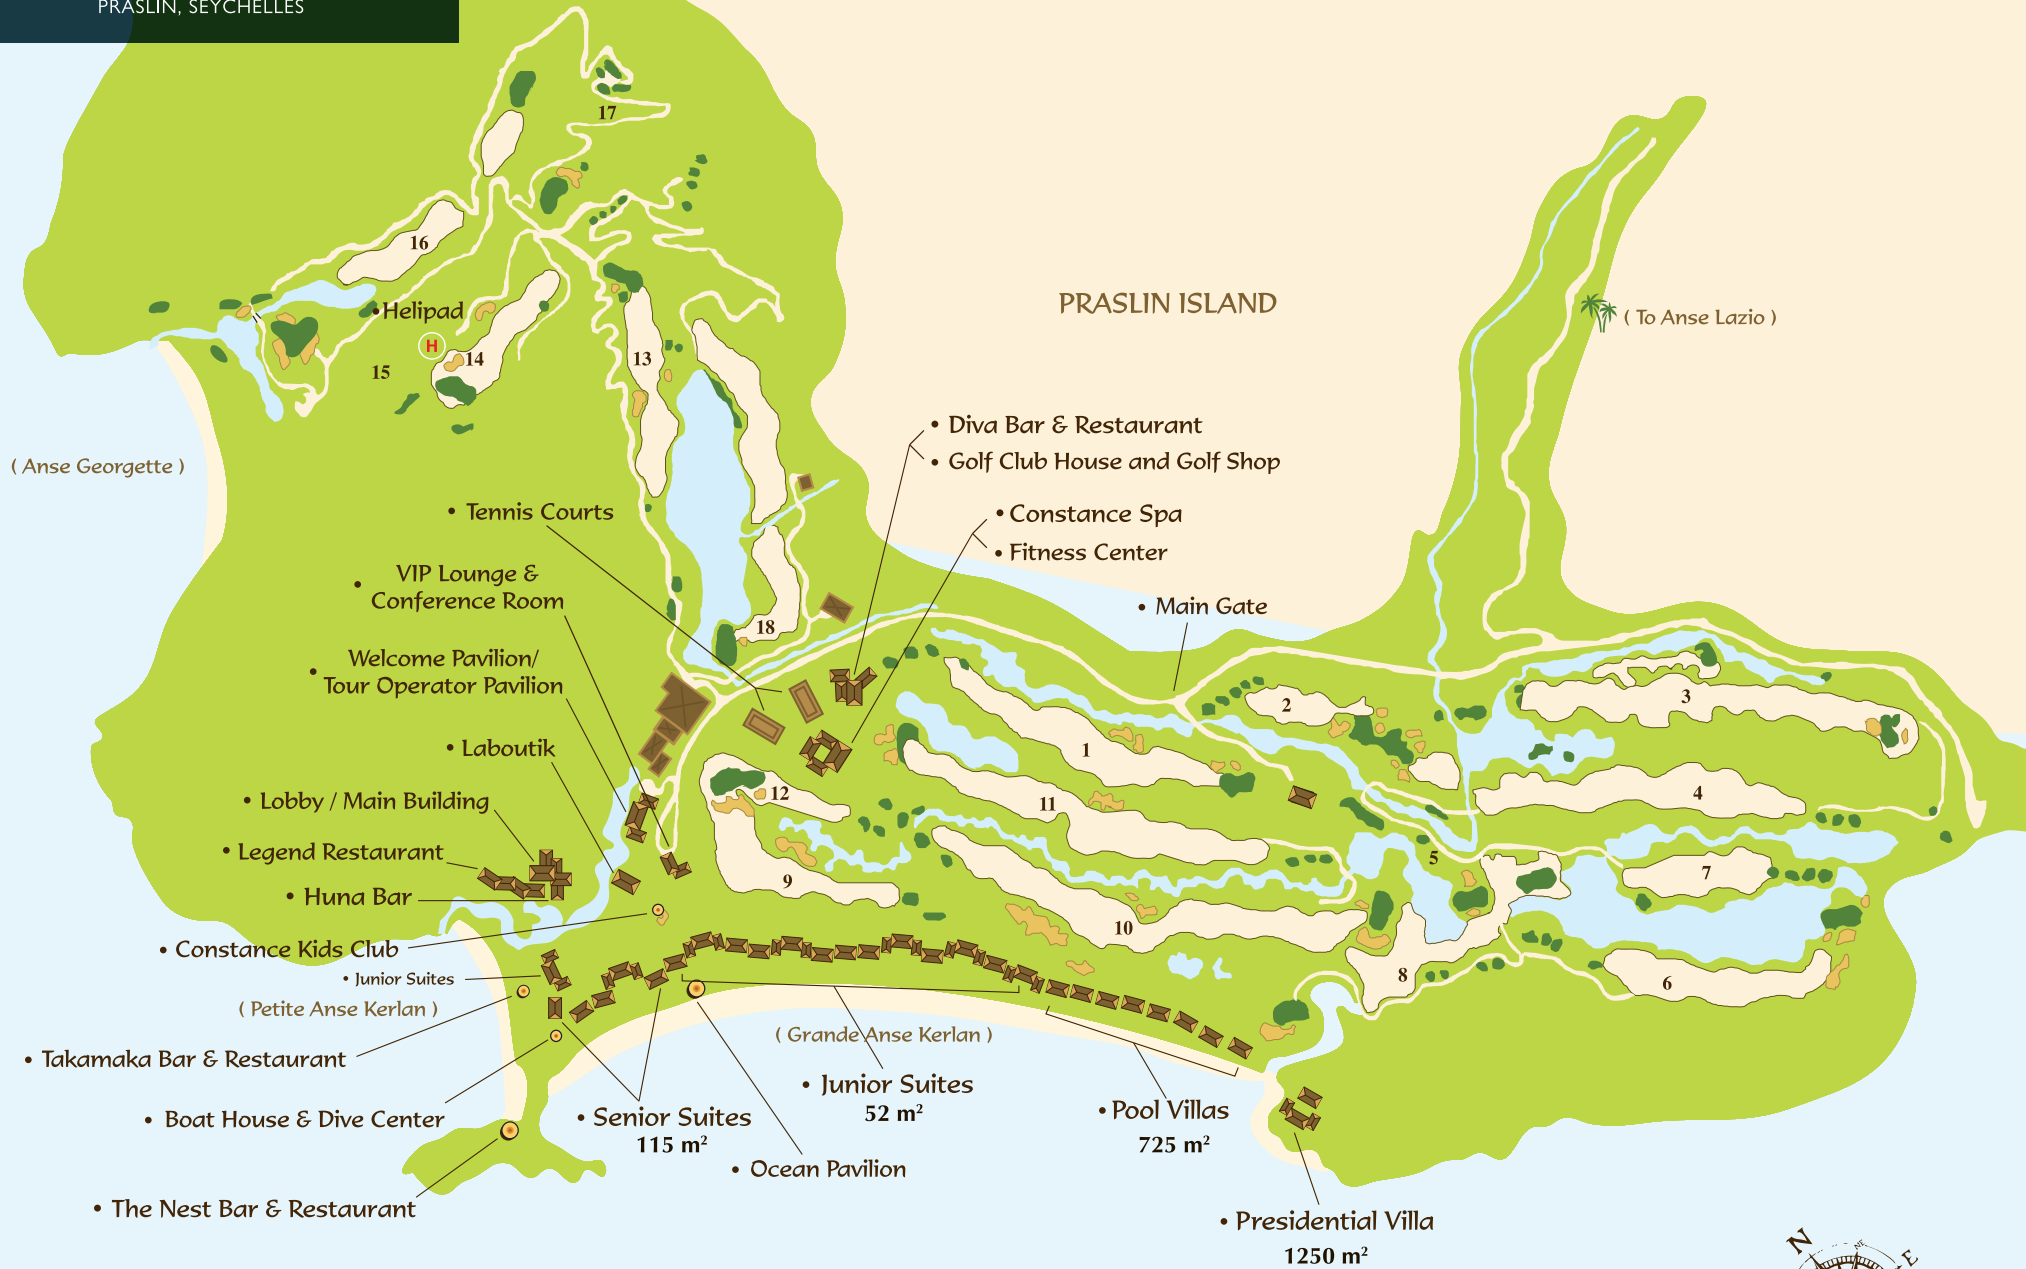 PRASLIN, SEYCHELLES
17
16
• Helipad
H
14
15
13
PRASLIN ISLAND
( To Anse Lazio )
( Anse Georgette )
• Diva Bar & Restaurant
• Golf Club House and Golf Shop
• Tennis Courts
• Constance Spa
• Fitness Center
• VIP Lounge &
Conference Room
• Main Gate
18
• Welcome Pavilion/
Tour Operator Pavilion
2
3
1
• Laboutik
12
11
4
• Lobby / Main Building
• Legend Restaurant
5
7
9
• Huna Bar
10
• Constance Kids Club
• Junior Suites
8
6
( Petite Anse Kerlan )
( Grande Anse Kerlan )
• Takamaka Bar & Restaurant
• Junior Suites
52 m²
• Boat House & Dive Center
• Senior Suites
115 m²
• Pool Villas
725 m²
• Ocean Pavilion
• The Nest Bar & Restaurant
• Presidential Villa
1250 m²
N
NE
E